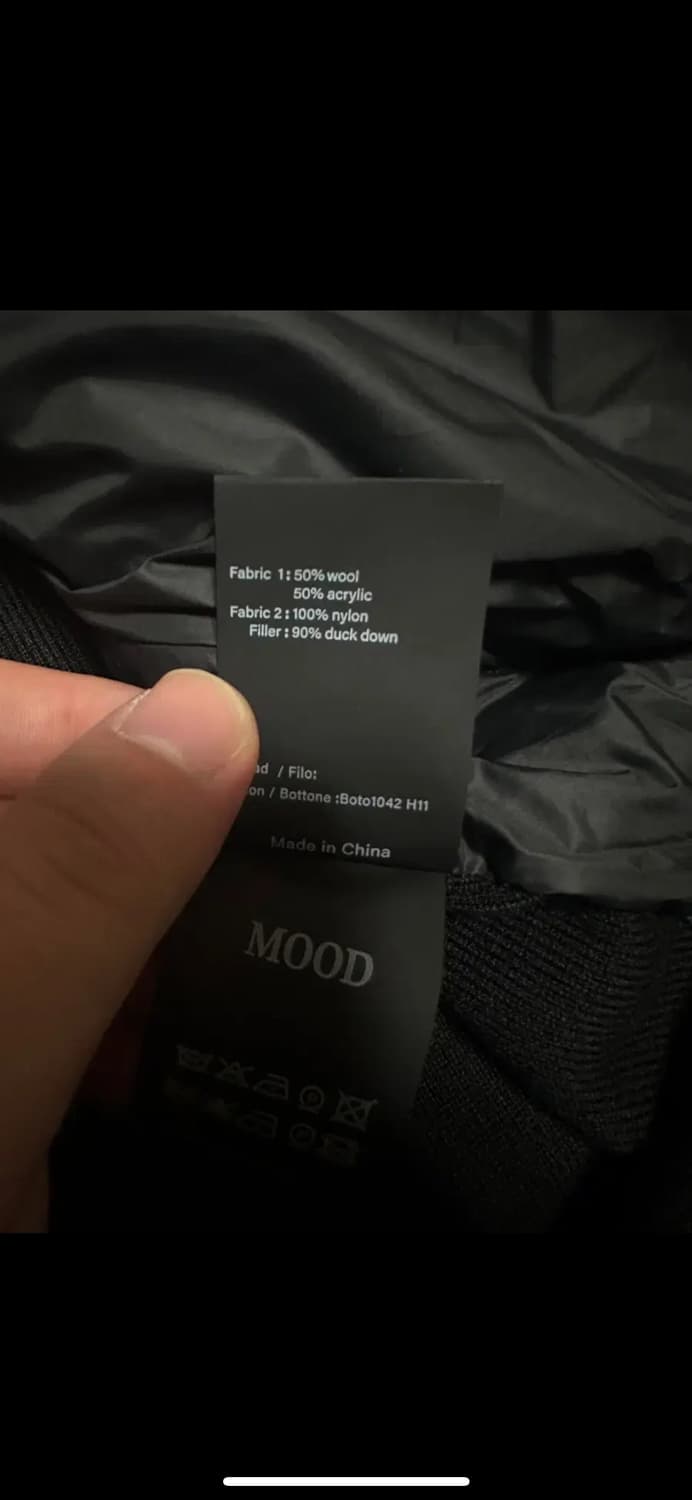 Fabric 1: 50% wool
50% acrylic
Fabric 2 : 100% nylon
Filler : 90% duck down
/ Filo:
/ Bottone :Boto1042 H11
Made in China
MOOD